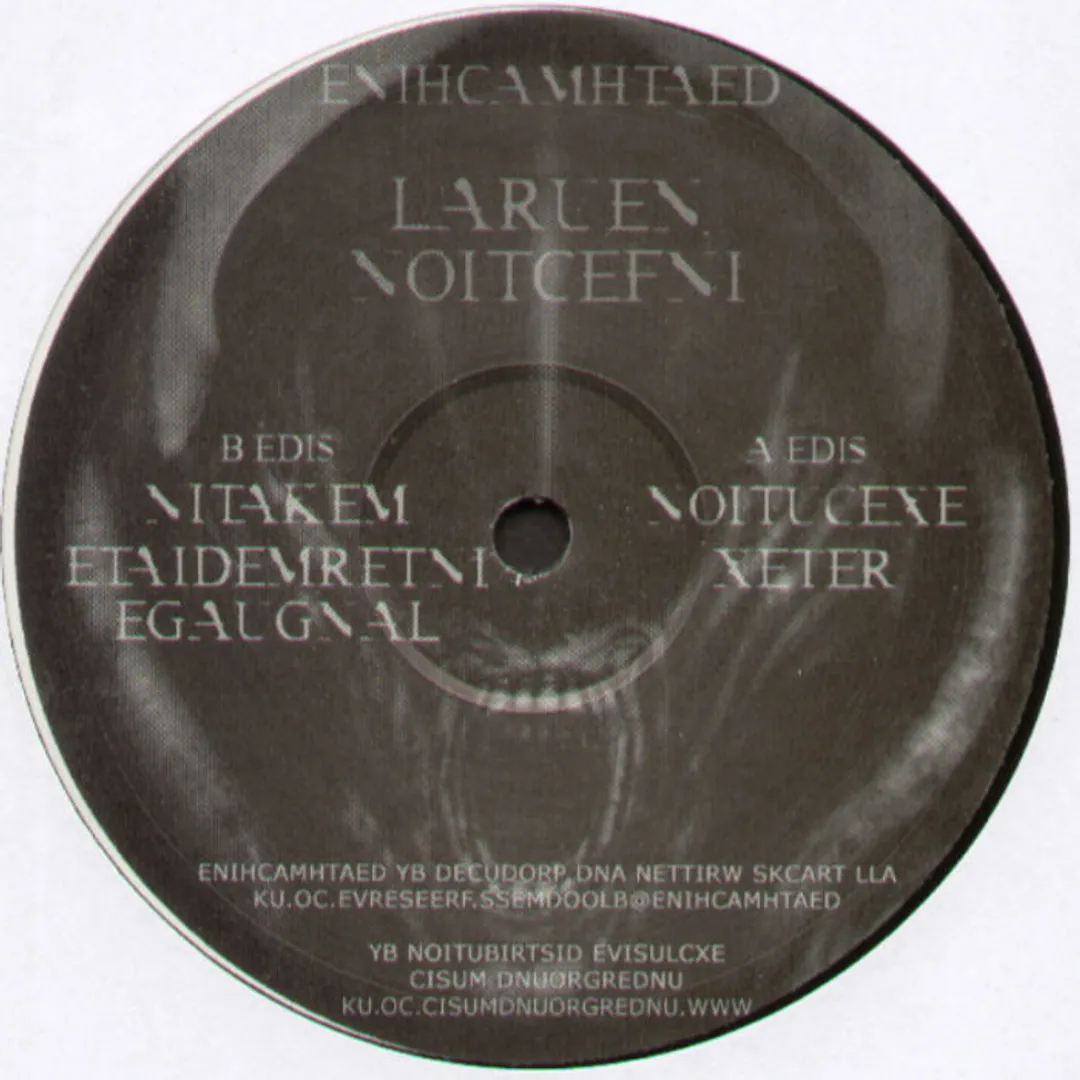 ENIHCAMHTAED
LARUEN
NOITCEFNI
B EDIS
NITAKEM
ETAIDEMRETNI
EGAUGNAL
A EDIS
NOITUCEXE
XETER
ENIHCAMHTAED YB DECUDORP DNA NETTIRW SKCART LLA
KU.OC.EVRESEERF.SSEMDOOLB@ENIHCAMHTAED
YB NOITUBIRTSID EVISULCXE
CISUM DNUORGREDNU
KU.OC.CISUMDNUORGREDNU.WWW